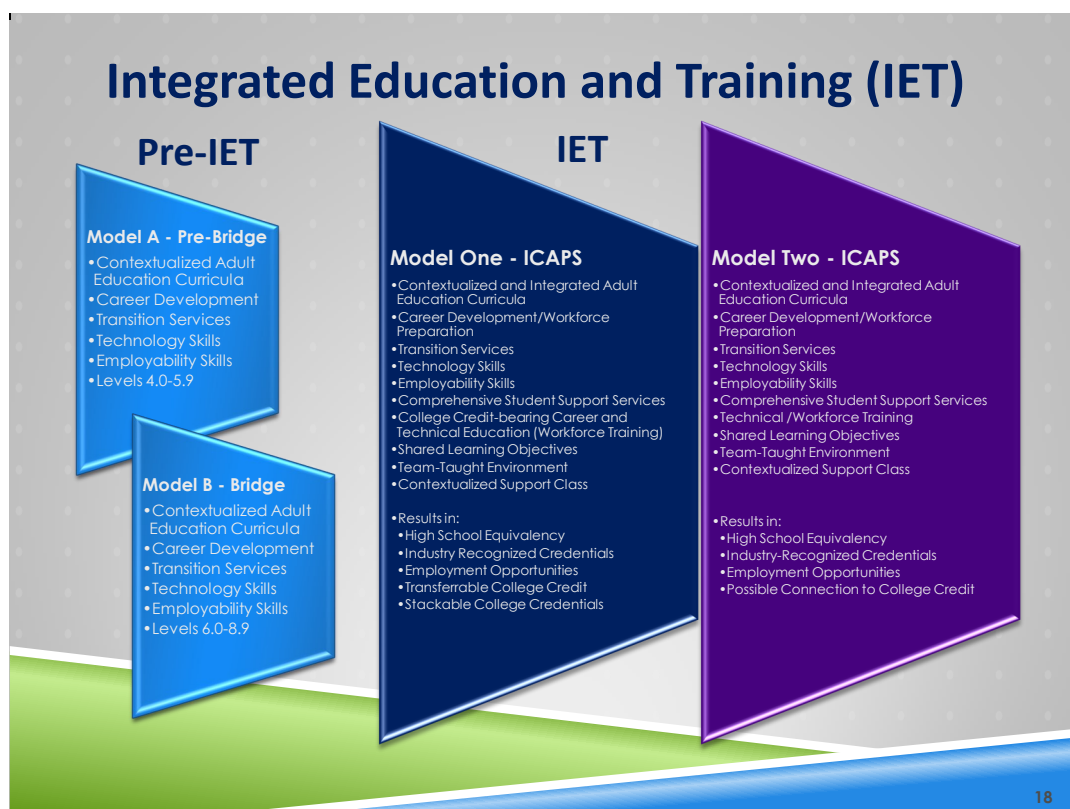 Integrated Education and Training (IET)
Pre-IET
IET
Model A - Pre-Bridge
•Contextualized Adult
Education Curricula
•Career Development
•Transition Services
•Technology Skills
•Employability Skills
•Levels 4.0-5.9
Model B - Bridge
•Contextualized Adult
Education Curricula
•Career Development
•Transition Services
•Technology Skills
•Employability Skills
•Levels 6.0-8.9
Model One - ICAPS
•Contextualized and Integrated Adult
Education Curricula
•Career Development/Workforce
Preparation
•Transition Services
•Technology Skills
•Employability Skills
•Comprehensive Student Support Services
•College Credit-bearing Career and
Technical Education (Workforce Training)
•Shared Learning Objectives
•Team-Taught Environment
•Contextualized Support Class
•Results in:
•High School Equivalency
•Industry Recognized Credentials
•Employment Opportunities
•Transferrable College Credit
•Stackable College Credentials
Model Two - ICAPS
•Contextualized and Integrated Adult
Education Curricula
•Career Development/Workforce
Preparation
•Transition Services
•Technology Skills
•Employability Skills
•Comprehensive Student Support Services
•Technical /Workforce Training
•Shared Learning Objectives
•Team-Taught Environment
•Contextualized Support Class
•Results in:
•High School Equivalency
•Industry-Recognized Credentials
•Employment Opportunities
•Possible Connection to College Credit
18